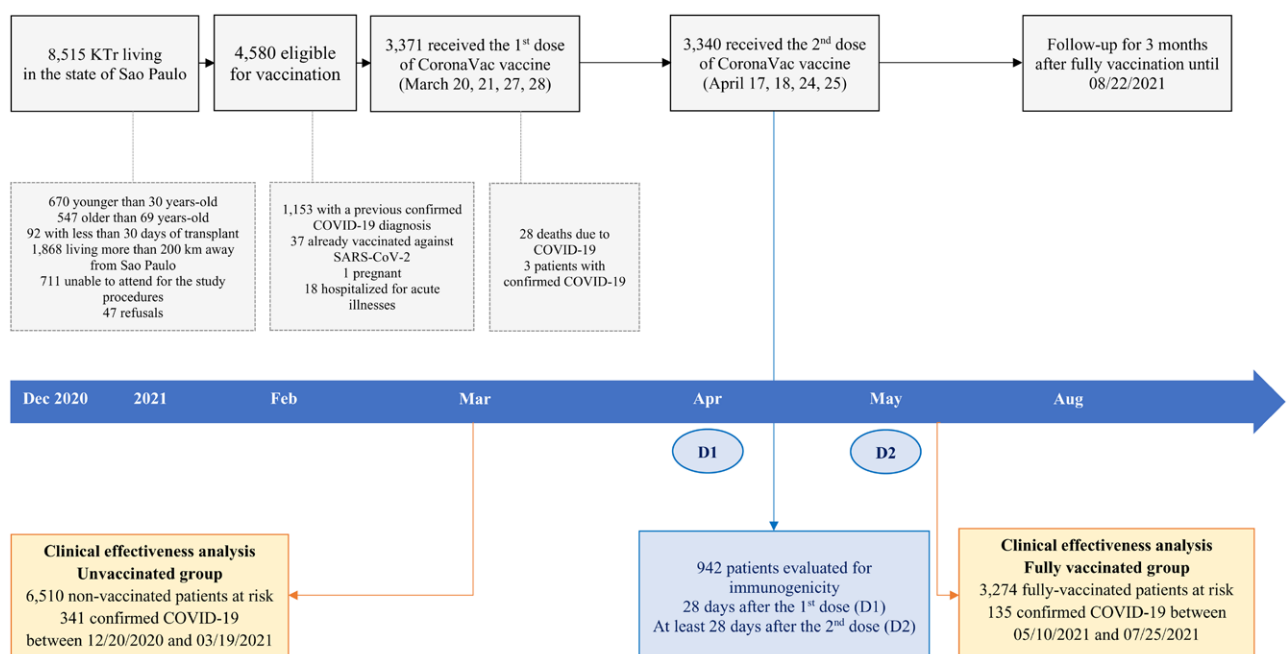 8,515 KTr living
in the state of Sao Paulo
4,580 eligible
for vaccination
3,371 received the 1st dose
of CoronaVac vaccine
(March 20, 21, 27, 28)
3,340 received the 2nd dose
of CoronaVac vaccine
(April 17, 18, 24, 25)
Follow-up for 3 months
after fully vaccination until
08/22/2021
670 younger than 30 years-old
547 older than 69 years-old
92 with less than 30 days of transplant
1,868 living more than 200 km away
from Sao Paulo
711 unable to attend for the study
procedures
47 refusals
1,153 with a previous confirmed
COVID-19 diagnosis
37 already vaccinated against
SARS-CoV-2
1 pregnant
18 hospitalized for acute
illnesses
28 deaths due to
COVID-19
3 patients with
confirmed COVID-19
Dec 2020 2021 Feb Mar Apr May Aug
D1
D2
Clinical effectiveness analysis
Unvaccinated group
6,510 non-vaccinated patients at risk
341 confirmed COVID-19
between 12/20/2020 and 03/19/2021
942 patients evaluated for
immunogenicity
28 days after the 1st dose (D1)
At least 28 days after the 2nd dose (D2)
Clinical effectiveness analysis
Fully vaccinated group
3,274 fully-vaccinated patients at risk
135 confirmed COVID-19 between
05/10/2021 and 07/25/2021